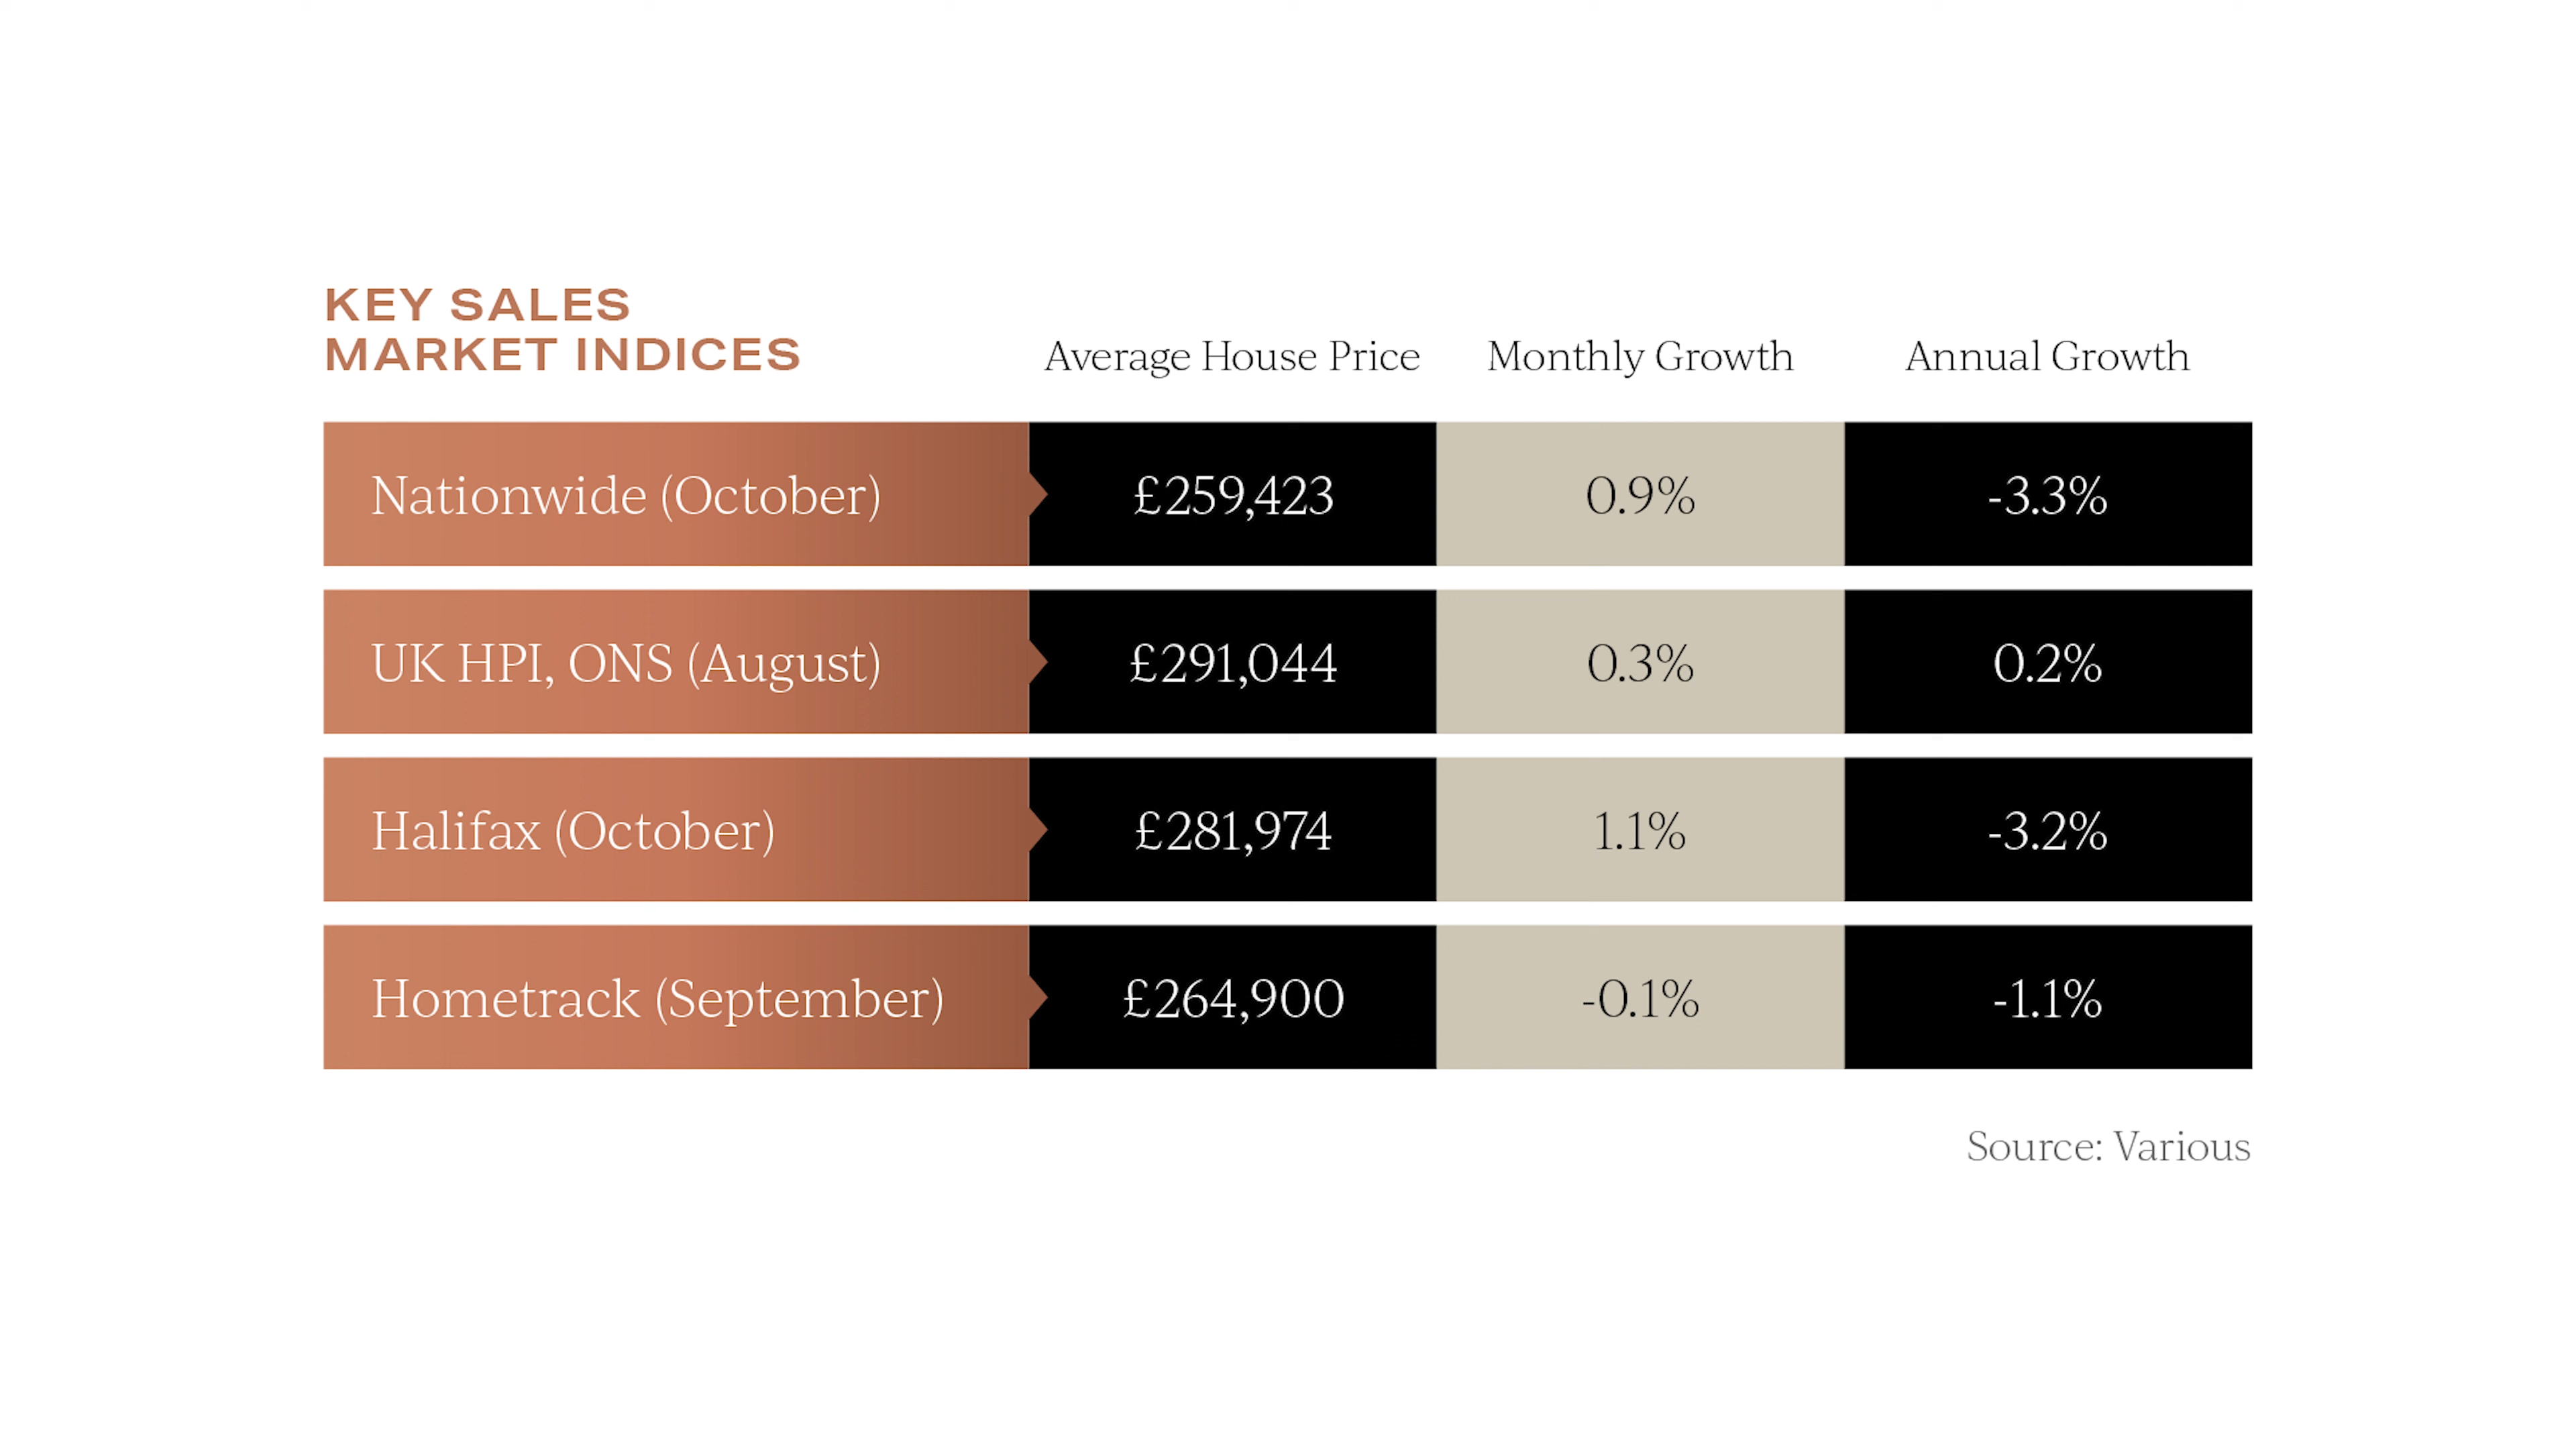 KEY SALES
MARKET INDICES
Average House Price Monthly Growth Annual Growth
Nationwide (October) £259,423 0.9% -3.3%
UK HPI, ONS (August) £291,044 0.3% 0.2%
Halifax (October) £281,974 1.1% -3.2%
Hometrack (September) £264,900 -0.1% -1.1%
Source: Various